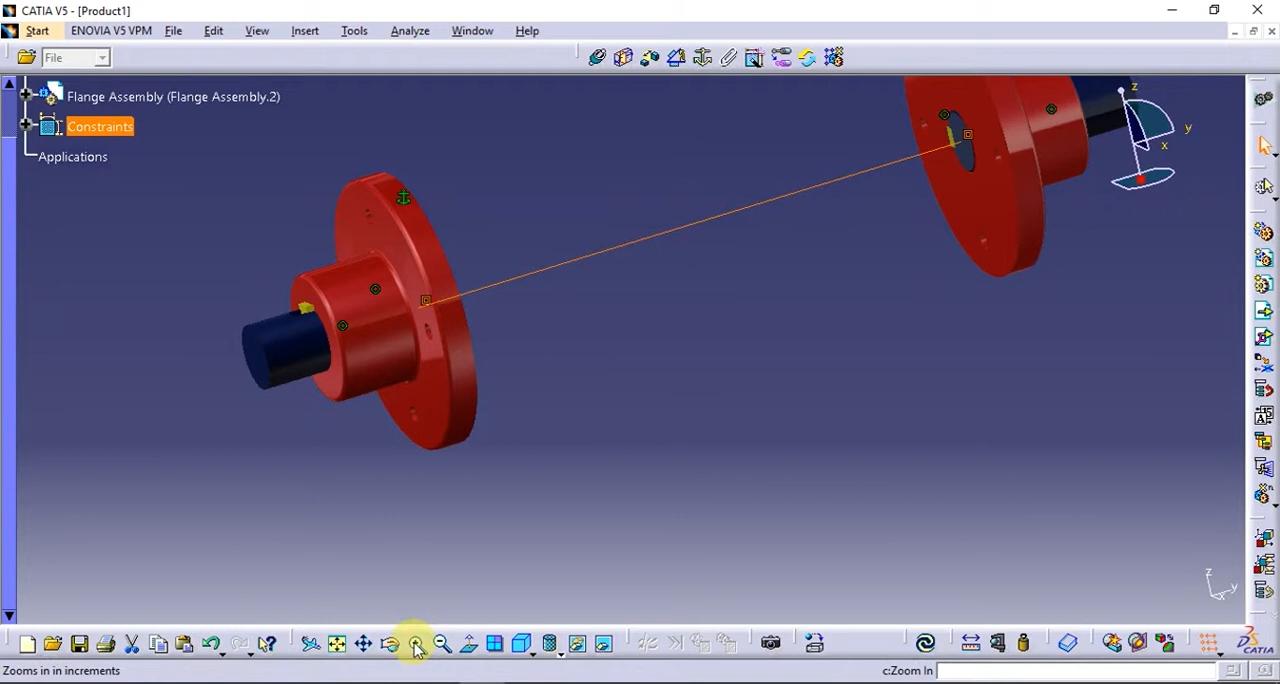 CATIA V5 - [Product1]
Start ENOVIA V5 VPM File Edit View Insert Tools Analyze Window Help
File
Flange Assembly (Flange Assembly.2)
Constraints
Applications
z
y
x
z
y
x
CATIA
Zooms in in increments
c:Zoom In